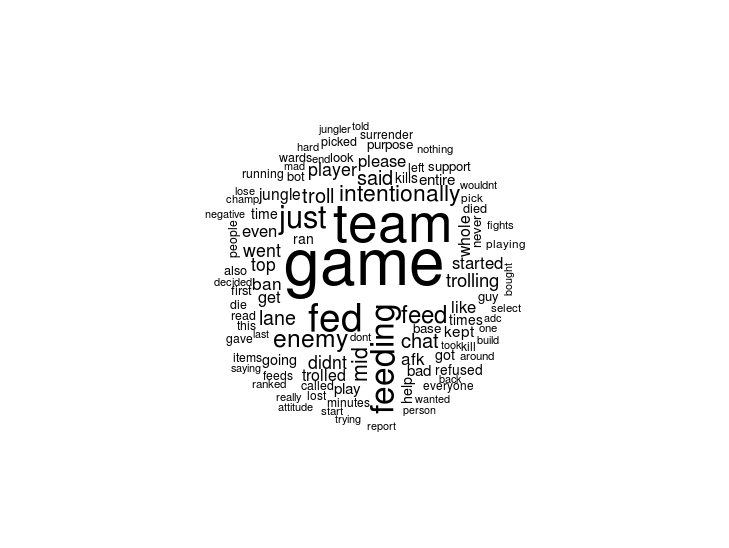 jungler told
surrender
hard picked purpose nothing
wards end look please
mad player left support
running bot said kills entire wouldnt
lose jungle troll intentionally pick
champ
negative time just team died fights
people even ran whole never playing
went game
also top started bought
decided ban trolling
first get guy
die fed feeding feed like select
read lane base times adc
this enemy chat kept one
gave last dont took kill build
items going didnt mid afk got around
saying feeds trolled bad refused
ranked called play help back everyone
really lost minutes wanted
attitude start person
trying report